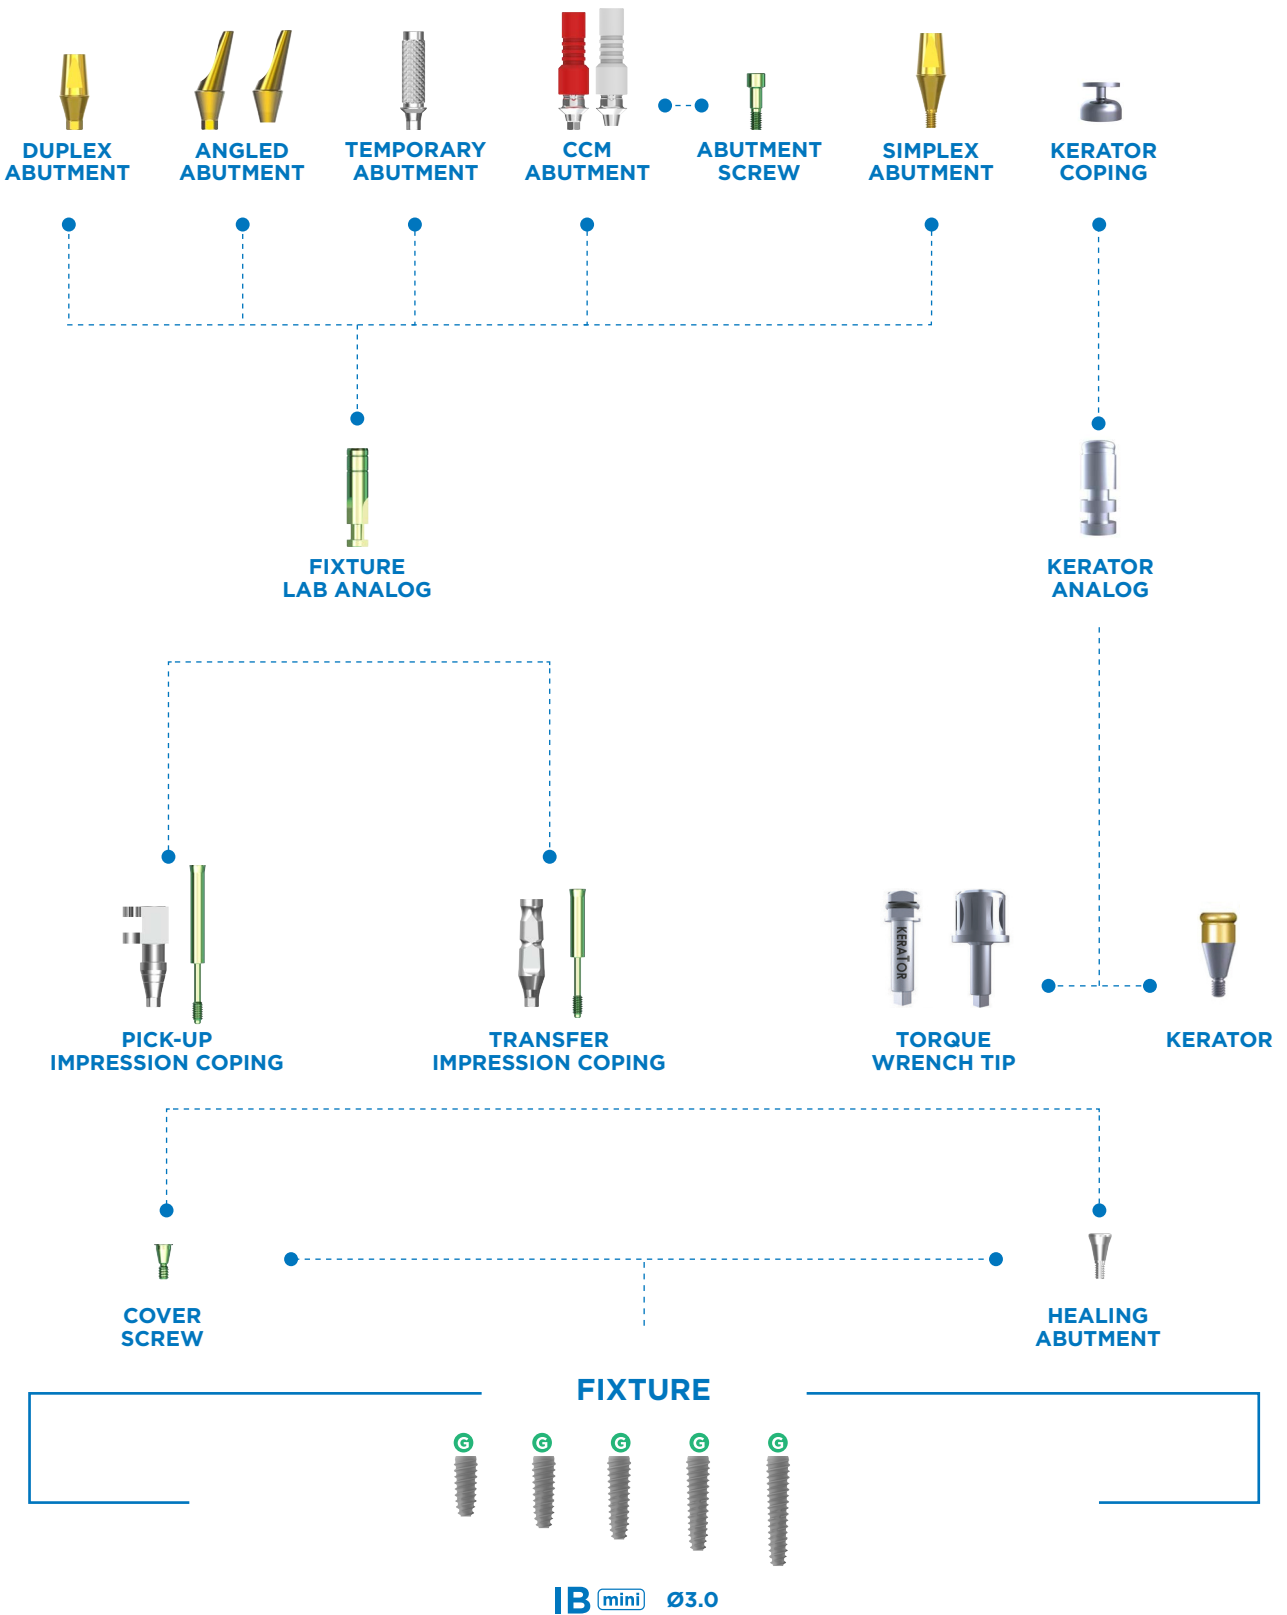 DUPLEX
ABUTMENT
ANGLED
ABUTMENT
TEMPORARY
ABUTMENT
CCM
ABUTMENT
ABUTMENT
SCREW
SIMPLEX
ABUTMENT
KERATOR
COPING
FIXTURE
LAB ANALOG
KERATOR
ANALOG
KERATOR
PICK-UP
IMPRESSION COPING
TRANSFER
IMPRESSION COPING
TORQUE
WRENCH TIP
KERATOR
COVER
SCREW
HEALING
ABUTMENT
FIXTURE
G G G G G
IB mini Ø3.0